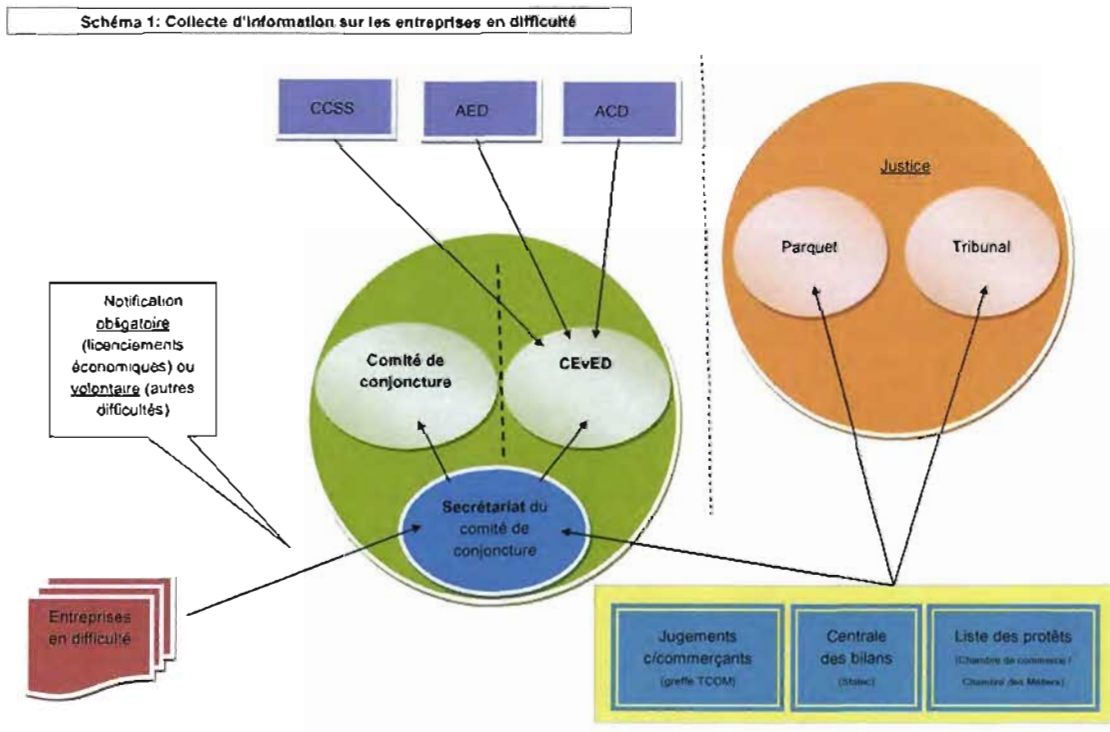 Schéma 1: Collecte d'information sur les entreprises en difficulté
CCSS
AED
ACD
Justice
Parquet
Tribunal
Notification
obligatoire
(licenciements
économiques) ou
volontaire (autres
difficultés)
Comité de
conjoncture
CEvED
Secrétariat du
comité de
conjoncture
Entreprises
en difficulté
Jugements
c/commerçants
(greffe TCOM)
Centrale
des bilans
(Statec)
Liste des protêts
(Chambre de commerce /
Chambre des Métiers)